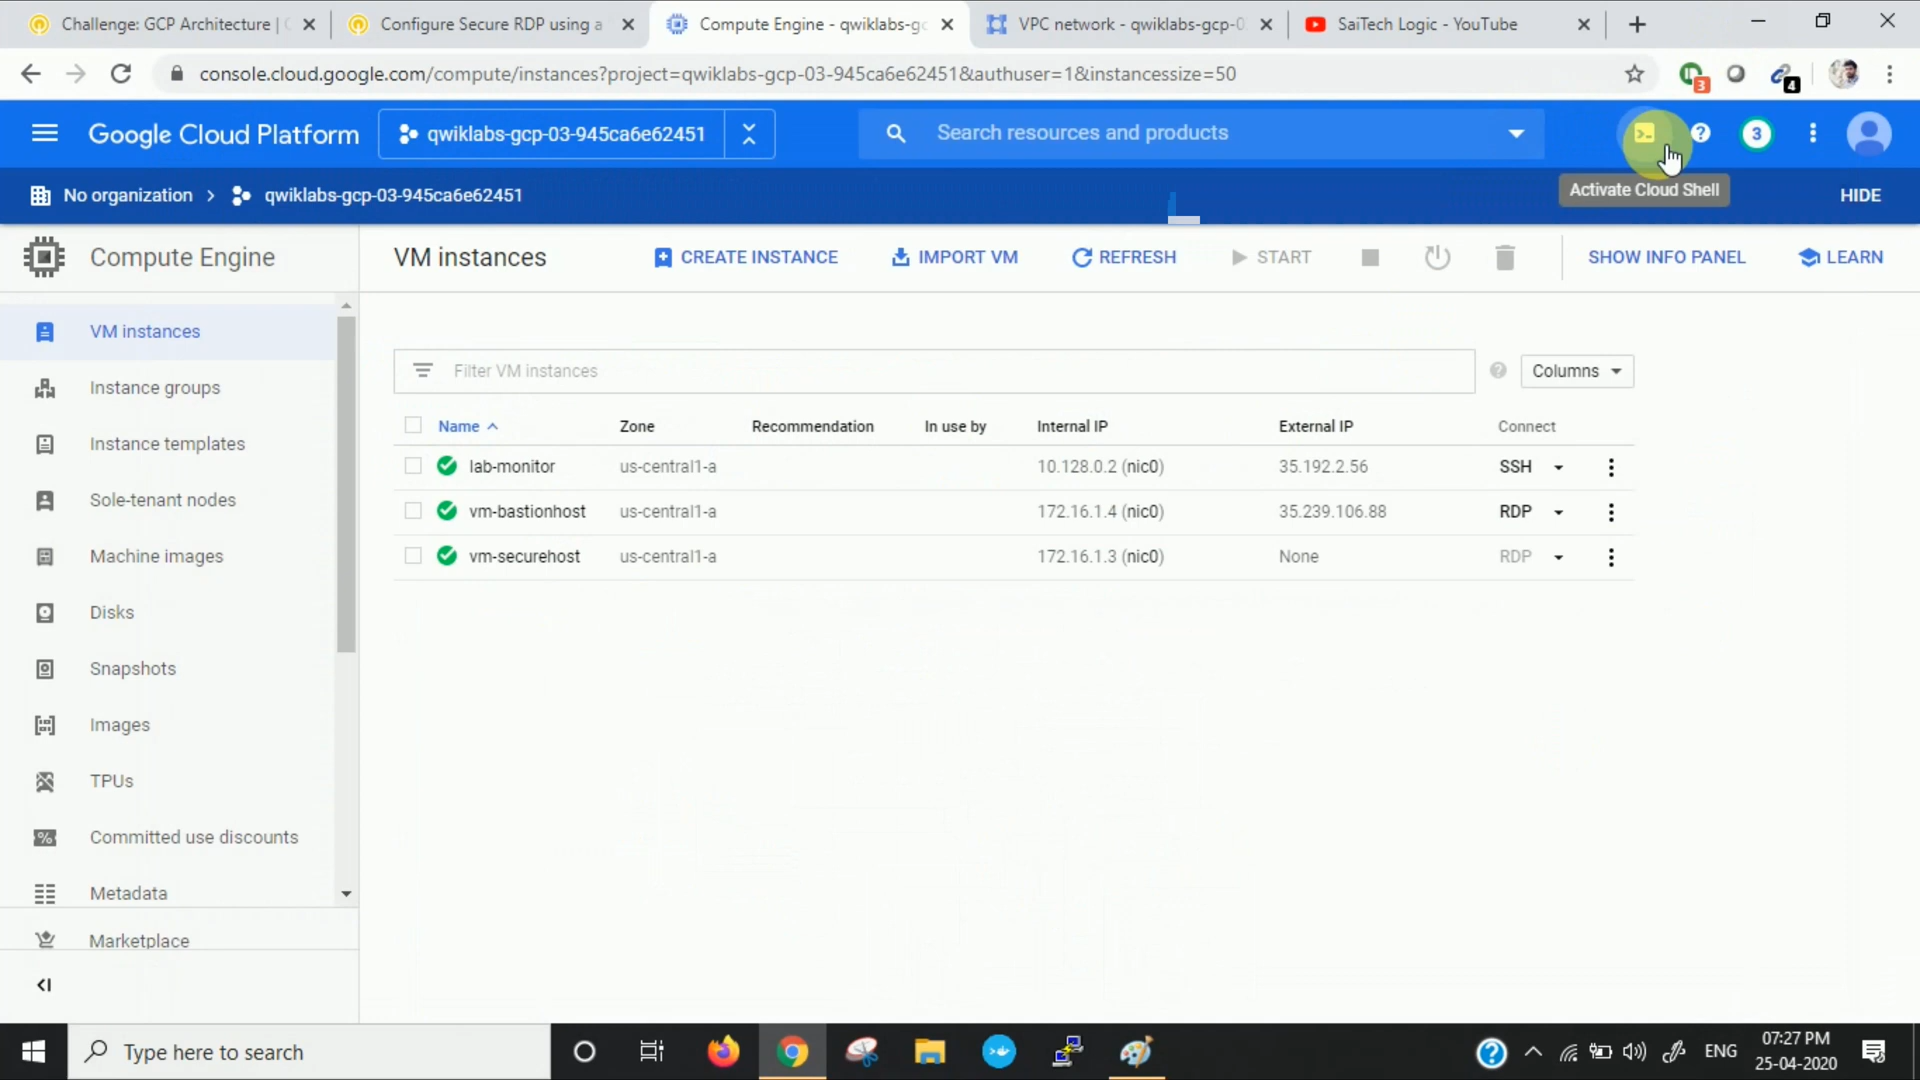 Challenge: GCP Architecture |
Configure Secure RDP using a
Compute Engine - qwiklabs-gc
VPC network - qwiklabs-gcp-0
SaiTech Logic - YouTube
console.cloud.google.com/compute/instances?project=qwiklabs-gcp-03-945ca6e62451&authuser=1&instancessize=50
3
4
Google Cloud Platform
qwiklabs-gcp-03-945ca6e62451
Search resources and products
3
No organization
qwiklabs-gcp-03-945ca6e62451
Activate Cloud Shell
HIDE
Compute Engine
VM instances
CREATE INSTANCE
IMPORT VM
REFRESH
START
SHOW INFO PANEL
LEARN
VM instances
Instance groups
Instance templates
Sole-tenant nodes
Machine images
Disks
Snapshots
Images
TPUs
Committed use discounts
Metadata
Marketplace
Filter VM instances
Columns
Name Zone Recommendation In use by Internal IP External IP Connect
lab-monitor us-central1-a 10.128.0.2 (nic0) 35.192.2.56 SSH
vm-bastionhost us-central1-a 172.16.1.4 (nic0) 35.239.106.88 RDP
vm-securehost us-central1-a 172.16.1.3 (nic0) None RDP
Type here to search
ENG
07:27 PM
25-04-2020